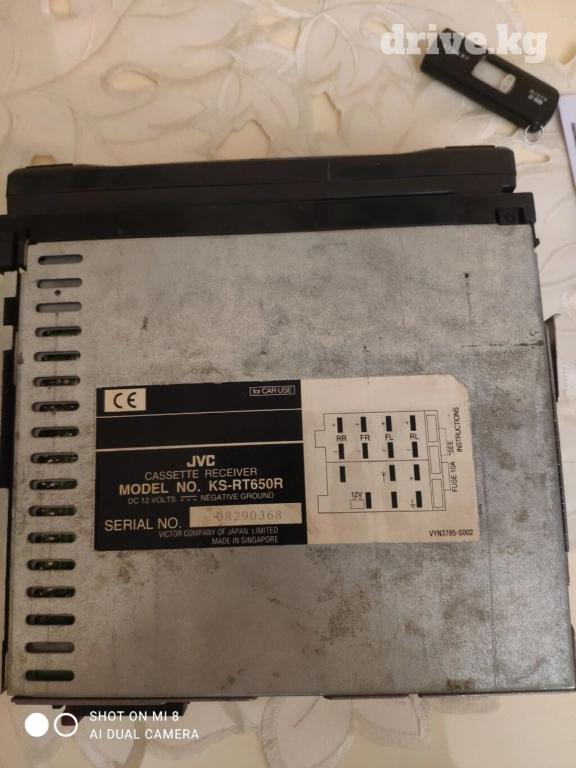 drive.kg
MICRO
for CAR USE
CE
JVC
CASSETTE RECEIVER
MODEL NO. KS-RT650R
DC 12 VOLTS NEGATIVE GROUND
SERIAL NO. 08290368
VICTOR COMPANY OF JAPAN, LIMITED
MADE IN SINGAPORE
+ + + +
RR FR FL RL
- - - -
12V
FUSE 10A
SEE INSTRUCTIONS
VYN3785-S002
SHOT ON MI 8
AI DUAL CAMERA